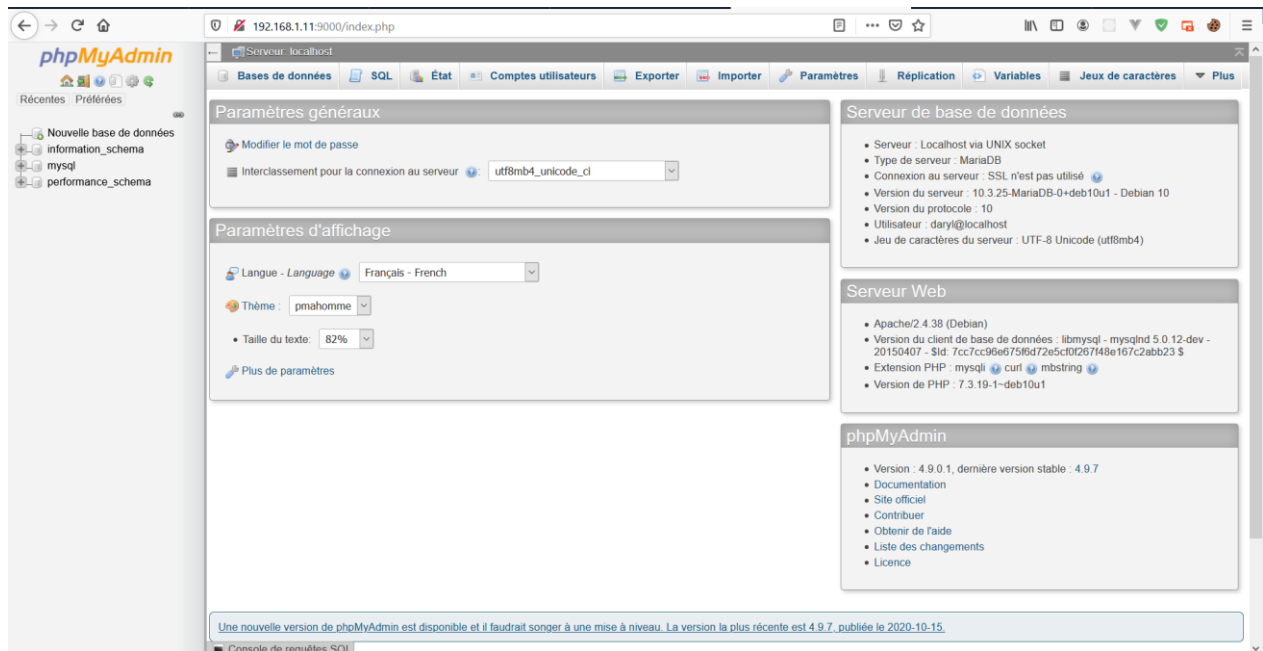 192.168.1.11:9000/index.php
phpMyAdmin
Récentes Préférées
Nouvelle base de données
information_schema
mysql
performance_schema
Serveur: localhost
Bases de données SQL État Comptes utilisateurs Exporter Importer Paramètres Réplication Variables Jeux de caractères Plus
Paramètres généraux
Modifier le mot de passe
Interclassement pour la connexion au serveur : utf8mb4_unicode_ci
Paramètres d'affichage
Langue - Language Français - French
Thème : pmahomme
• Taille du texte: 82%
Plus de paramètres
Serveur de base de données
• Serveur : Localhost via UNIX socket
• Type de serveur : MariaDB
• Connexion au serveur : SSL n'est pas utilisé
• Version du serveur : 10.3.25-MariaDB-0+deb10u1 - Debian 10
• Version du protocole : 10
• Utilisateur : daryl@localhost
• Jeu de caractères du serveur : UTF-8 Unicode (utf8mb4)
Serveur Web
• Apache/2.4.38 (Debian)
• Version du client de base de données : libmysql - mysqlnd 5.0.12-dev -
20150407 - $Id: 7cc7cc96e675f6d72e5cf0f267f48e167c2abb23 $
• Extension PHP : mysqli curl mbstring
• Version de PHP : 7.3.19-1~deb10u1
phpMyAdmin
• Version : 4.9.0.1, dernière version stable : 4.9.7
• Documentation
• Site officiel
• Contribuer
• Obtenir de l'aide
• Liste des changements
• Licence
Une nouvelle version de phpMyAdmin est disponible et il faudrait songer à une mise à niveau. La version la plus récente est 4.9.7, publiée le 2020-10-15.
Console de requêtes SQL